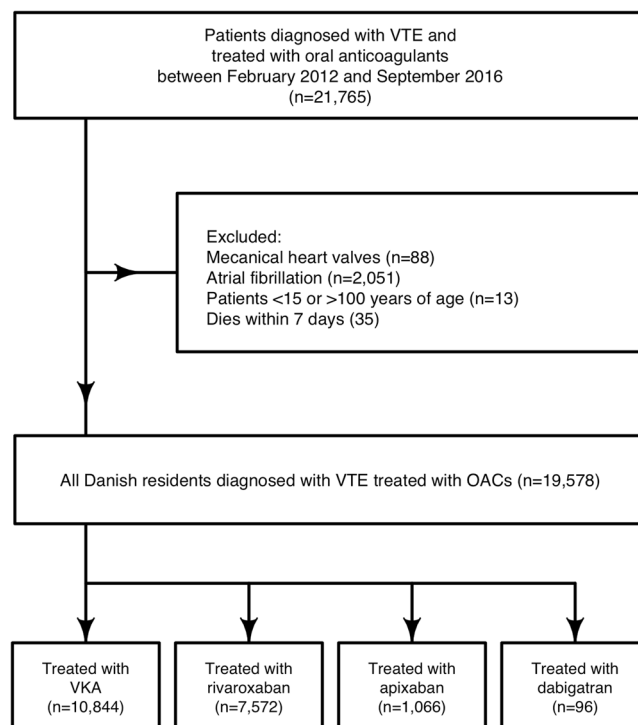 Patients diagnosed with VTE and
treated with oral anticoagulants
between February 2012 and September 2016
(n=21,765)
Excluded:
Mecanical heart valves (n=88)
Atrial fibrillation (n=2,051)
Patients <15 or >100 years of age (n=13)
Dies within 7 days (35)
All Danish residents diagnosed with VTE treated with OACs (n=19,578)
Treated with
VKA
(n=10,844)
Treated with
rivaroxaban
(n=7,572)
Treated with
apixaban
(n=1,066)
Treated with
dabigatran
(n=96)